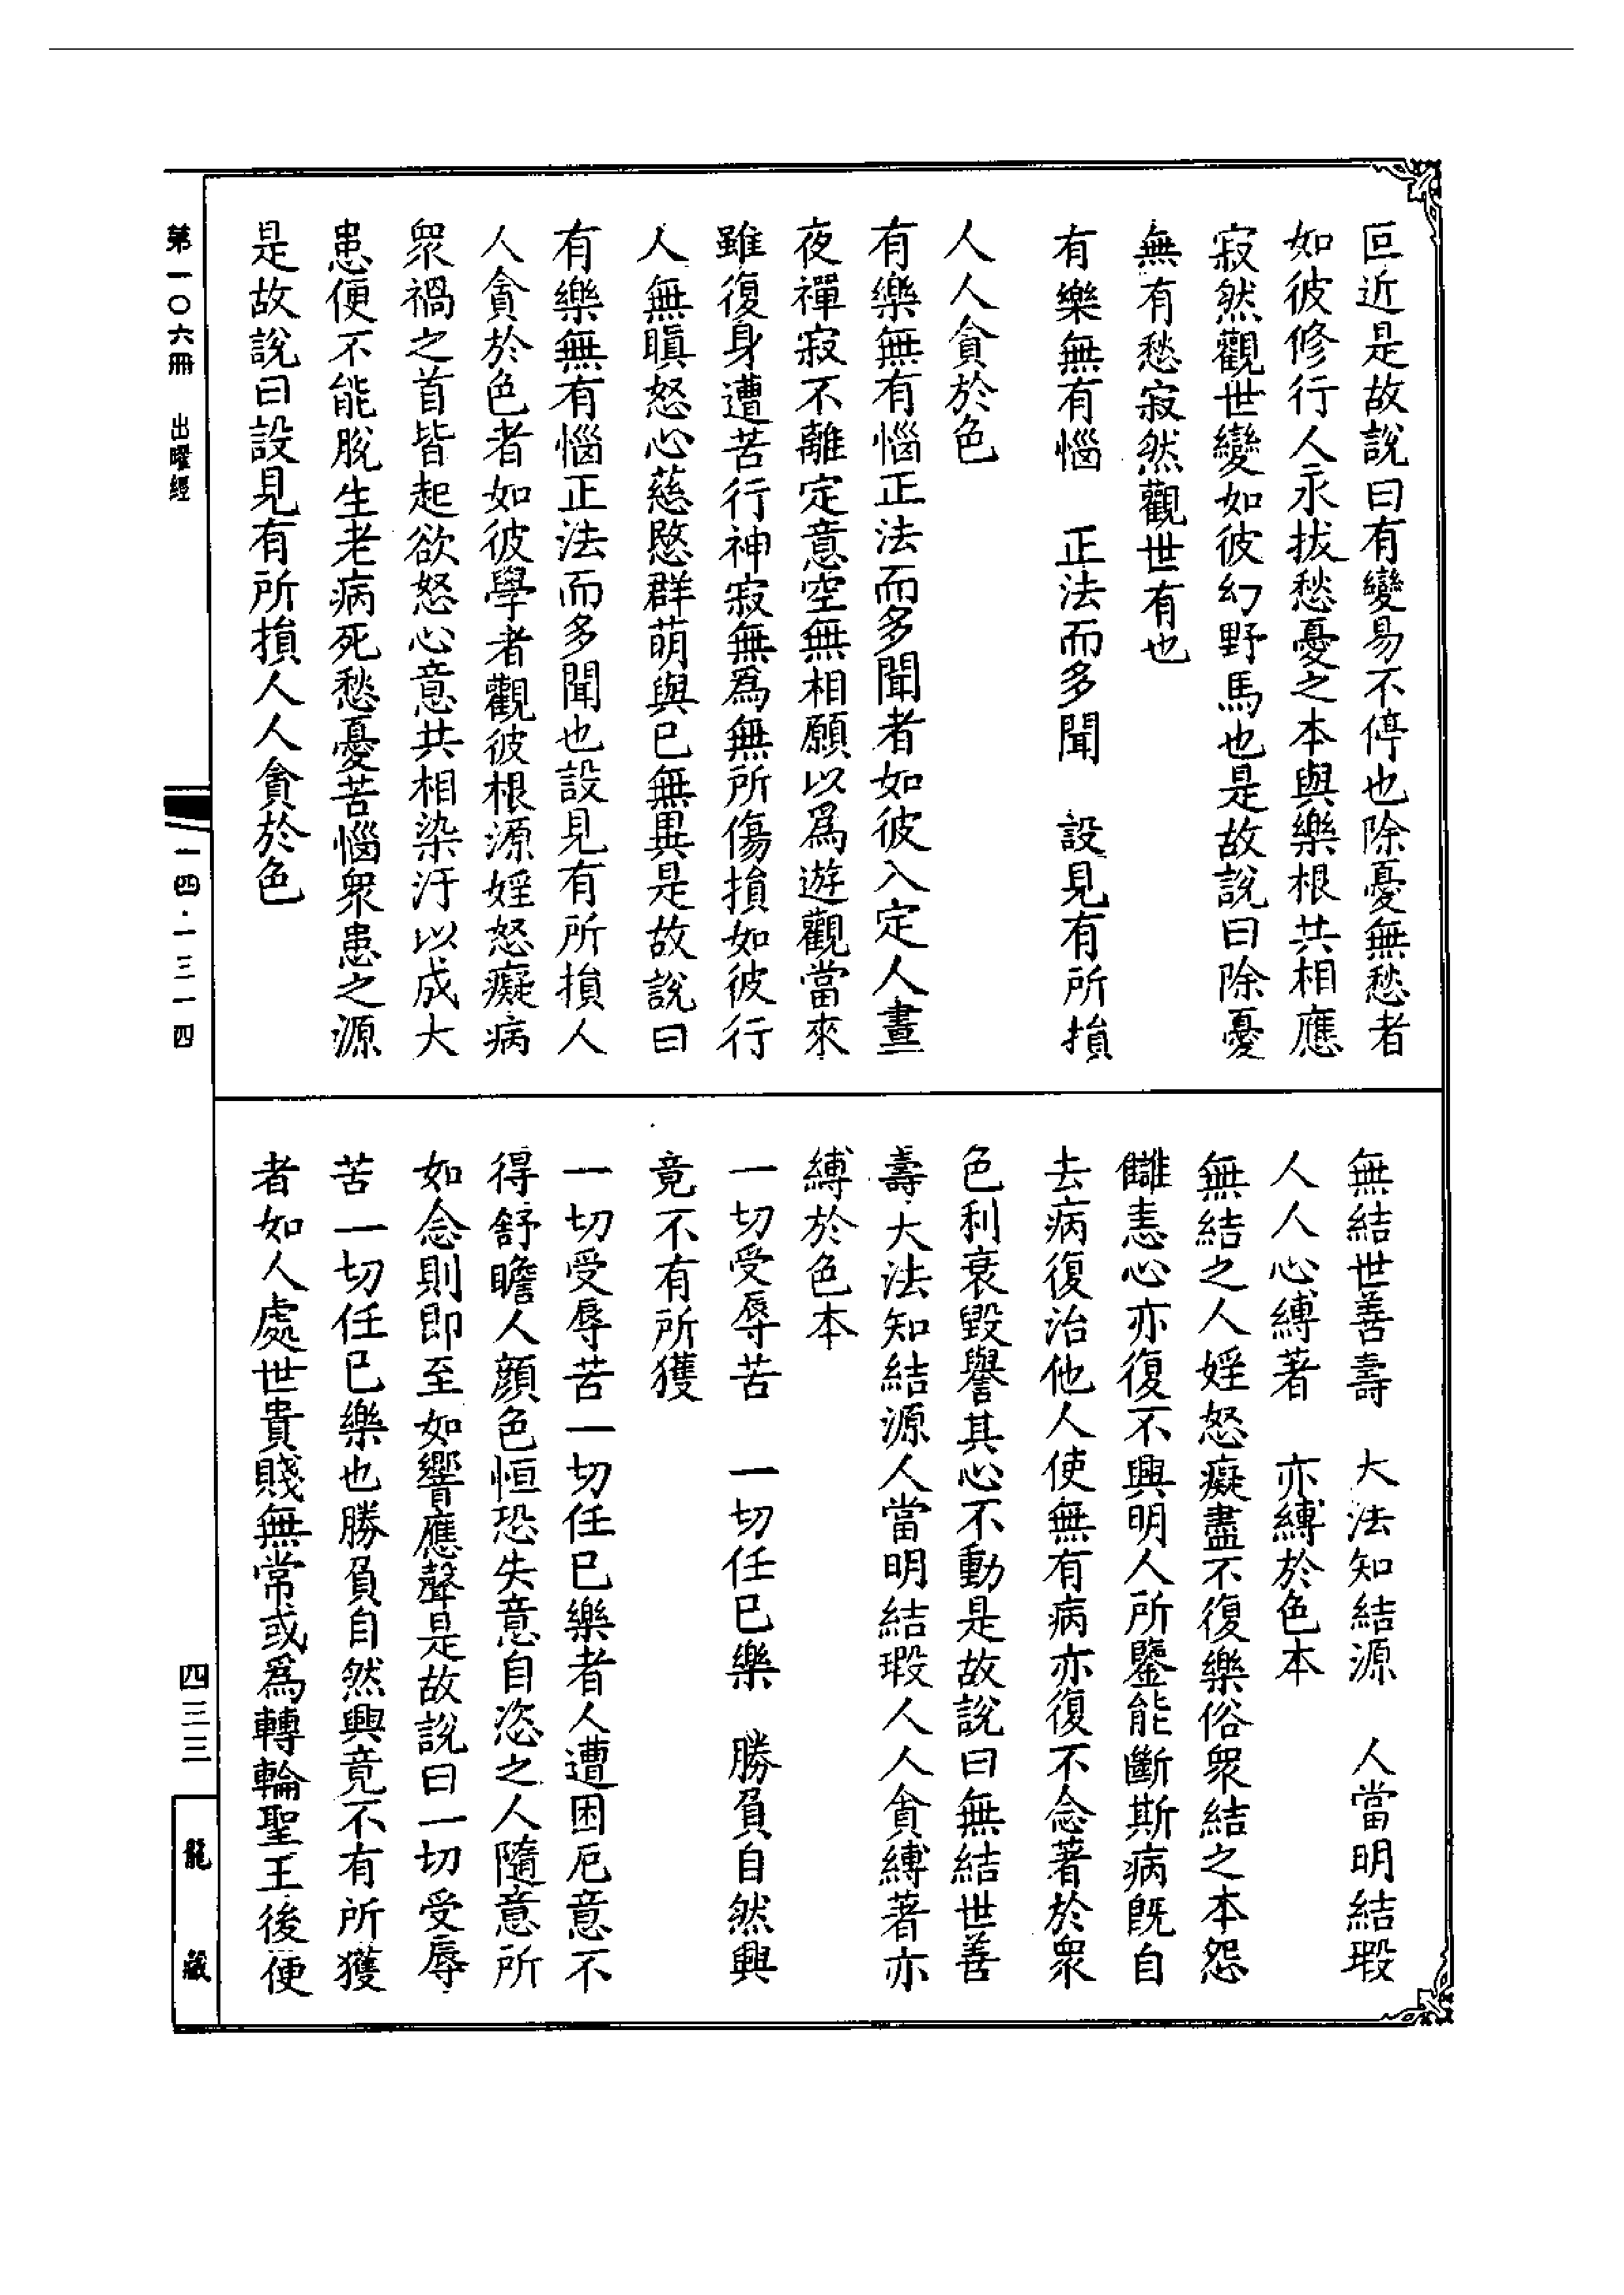 叵近是故說曰有變易不停也除憂無愁者
如彼修行人永拔愁憂之本與樂根共相應
寂然觀世變如彼幻野馬也是故說曰除憂
無有愁寂然觀世有也
有樂無有惱　正法而多聞　設見有所損
人人貪於色
有樂無有惱正法而多聞者如彼入定人晝
夜禪寂不離定意空無相願以爲遊觀當來
雖復身遭苦行神寂無爲無所傷損如彼行
人無瞋怒心慈愍群萌與已無異是故說曰
有樂無有惱正法而多聞也設見有所損人
人貪於色者如彼學者觀彼根源婬怒癡病
眾禍之首皆起欲怒心意共相染汙以成大
患便不能脫生老病死愁憂苦惱眾患之源
是故說曰設見有所損人人貪於色
無結世善壽　大法知結源　人當明結瑕
人人心縛著　亦縛於色本
無結之人婬怒癡盡不復樂俗眾結之本怨
讎恚心亦復不興明人所鑒能斷斯病既自
去病復治他人使無有病亦復不念著於眾
色利衰毀譽其心不動是故說曰無結世善
壽大法知結源人當明結瑕人人貪縛著亦
縛於色本
一切受辱苦　一切任已樂　勝負自然興
竟不有所獲
一切受辱苦一切任已樂者人遭困厄意不
得舒瞻人顏色恒恐失意自恣之人隨意所
如念則即至如響應聲是故說曰一切受辱
苦一切任已樂也勝負自然興竟不有所獲
者如人處世貴賤無常或爲轉輪聖王後便
第一〇六冊　出曜經
一四·一三一四
四三三
龍藏